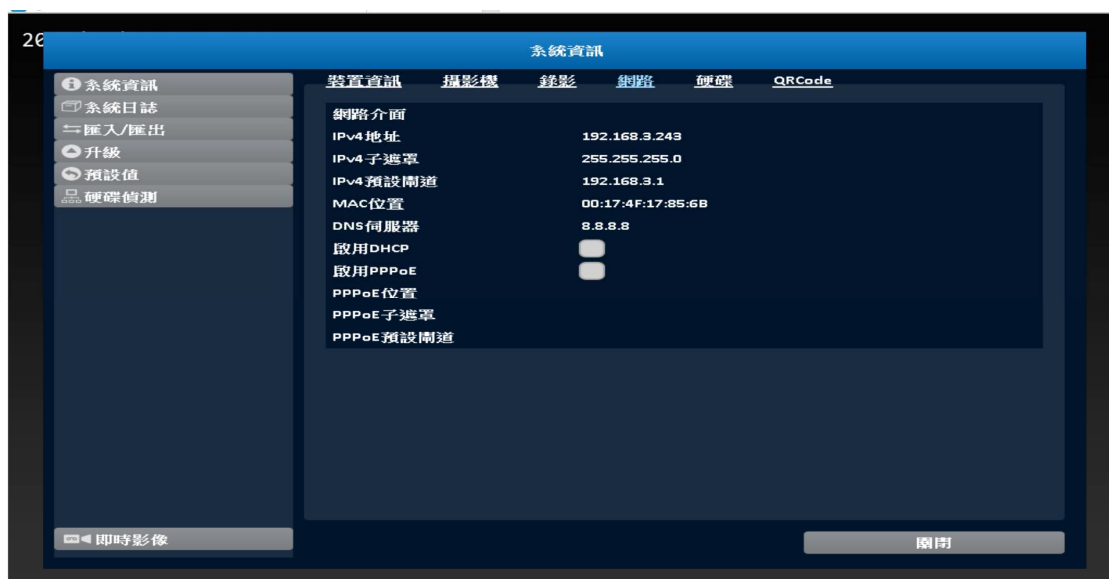 20
系統資訊
系統資訊
系統日誌
匯入/匯出
升級
預設值
硬碟偵測
即時影像
裝置資訊 攝影機 錄影 網路 硬碟 QRCode
網路介面
IPv4地址 192.168.3.243
IPv4子遮罩 255.255.255.0
IPv4預設閘道 192.168.3.1
MAC位置 00:17:4F:17:85:6B
DNS伺服器 8.8.8.8
啟用DHCP
啟用PPPoE
PPPoE位置
PPPoE子遮罩
PPPoE預設閘道
關閉